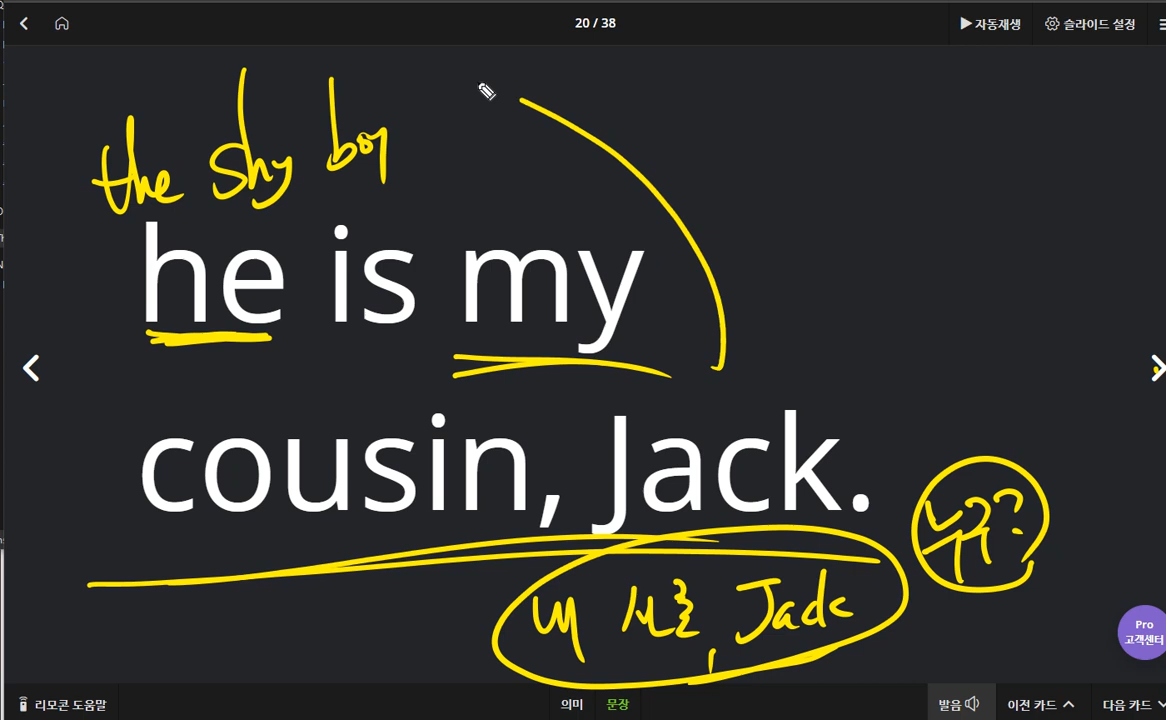 20 / 38
▶자동재생
슬라이드 설정
the shy boy
he is my
cousin, Jack.
누구?
내 사촌 Jack
Pro
고객센터
리모콘 도움말
의미
문장
발음
이전 카드
다음 카드